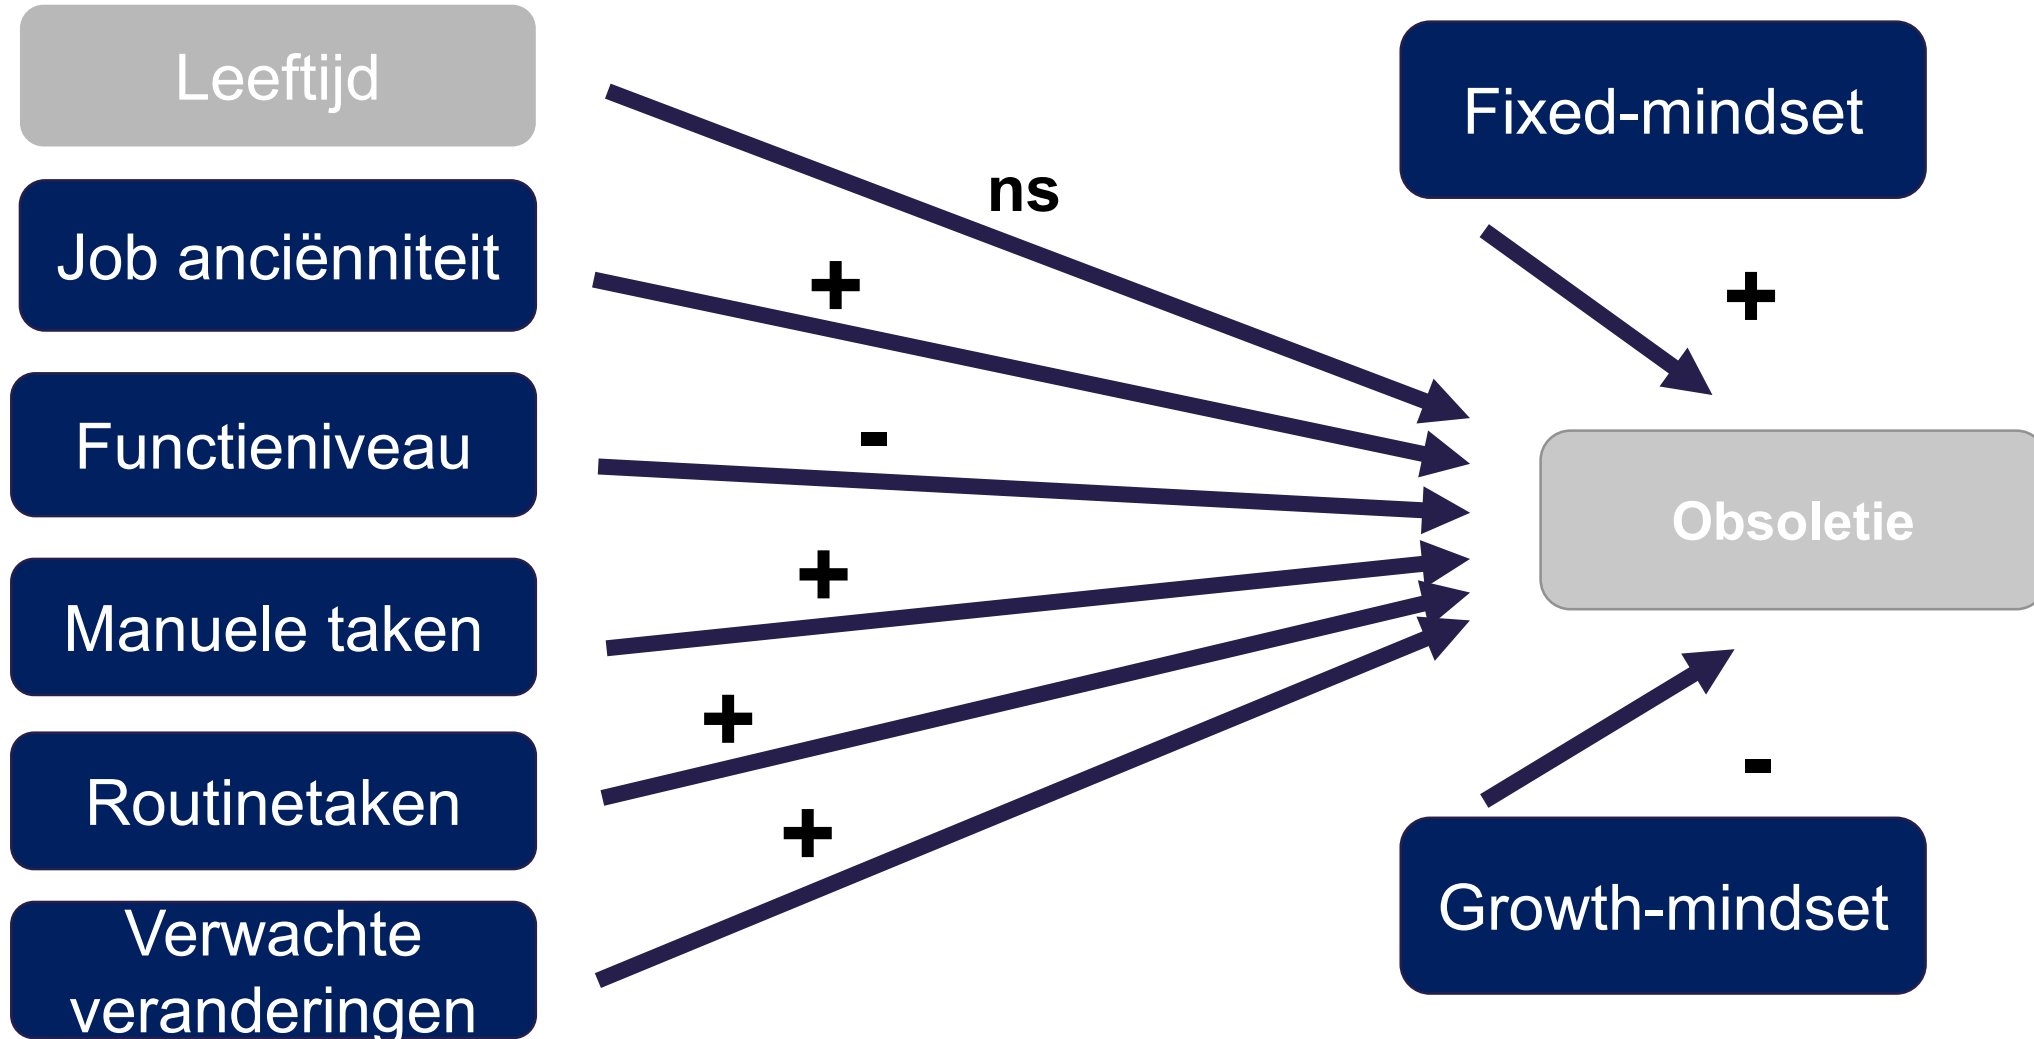 Leeftijd
Job anciënniteit
Functieniveau
Manuele taken
Routinetaken
Verwachte
veranderingen
ns
+
-
+
+
+
Fixed-mindset
+
Obsoletie
-
Growth-mindset